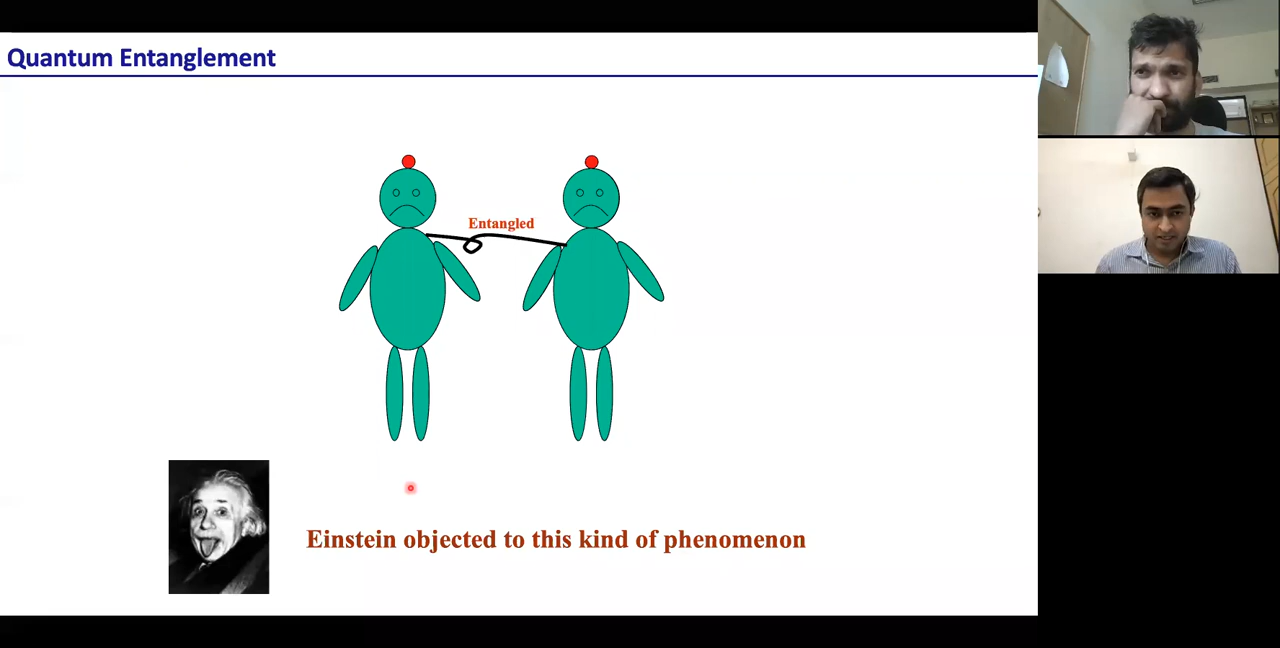 Quantum Entanglement
Entangled
Einstein objected to this kind of phenomenon